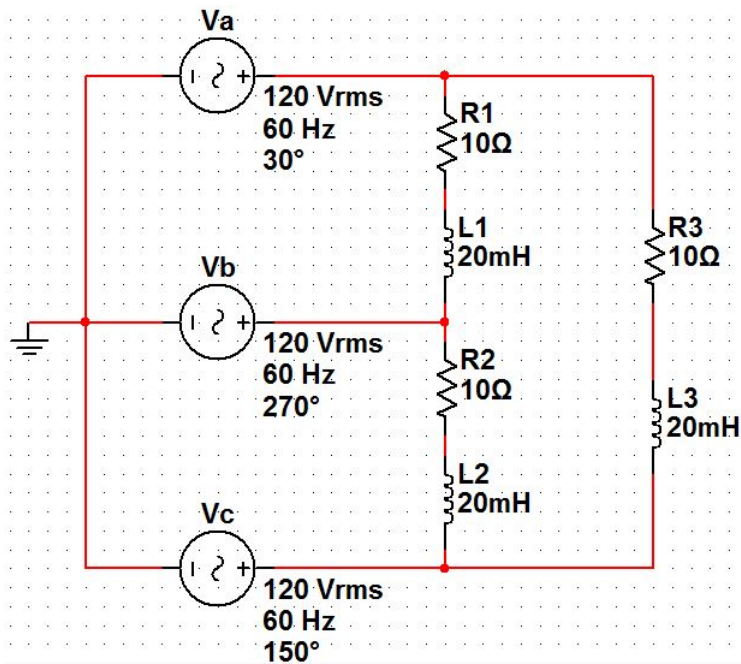 Va
120 Vrms
60 Hz
30°
R1
10Ω
L1
20mH
R3
10Ω
Vb
120 Vrms
60 Hz
270°
R2
10Ω
L3
20mH
L2
20mH
Vc
120 Vrms
60 Hz
150°